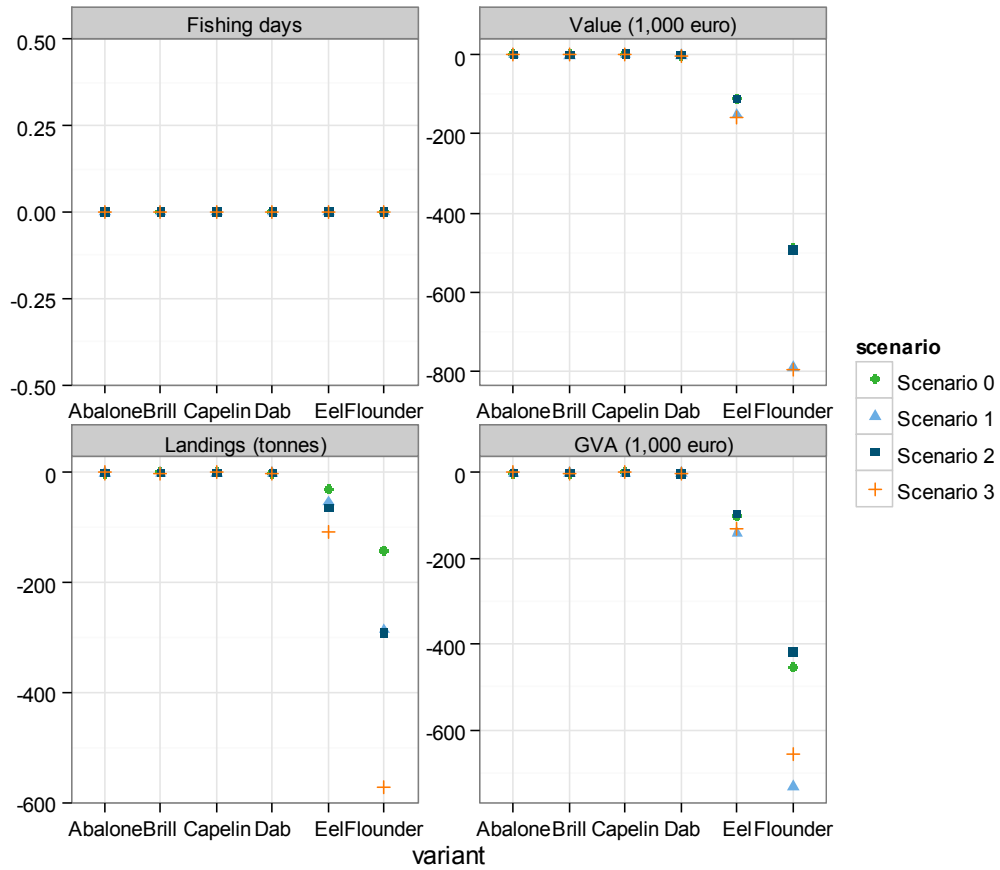 Fishing days
0.50
0.25
0.00
-0.25
-0.50
Abalone Brill Capelin Dab Eel Flounder
Value (1,000 euro)
0
-200
-400
-600
-800
Abalone Brill Capelin Dab Eel Flounder
Landings (tonnes)
0
-200
-400
-600
Abalone Brill Capelin Dab Eel Flounder
GVA (1,000 euro)
0
-200
-400
-600
Abalone Brill Capelin Dab Eel Flounder
variant
scenario
Scenario 0
Scenario 1
Scenario 2
Scenario 3